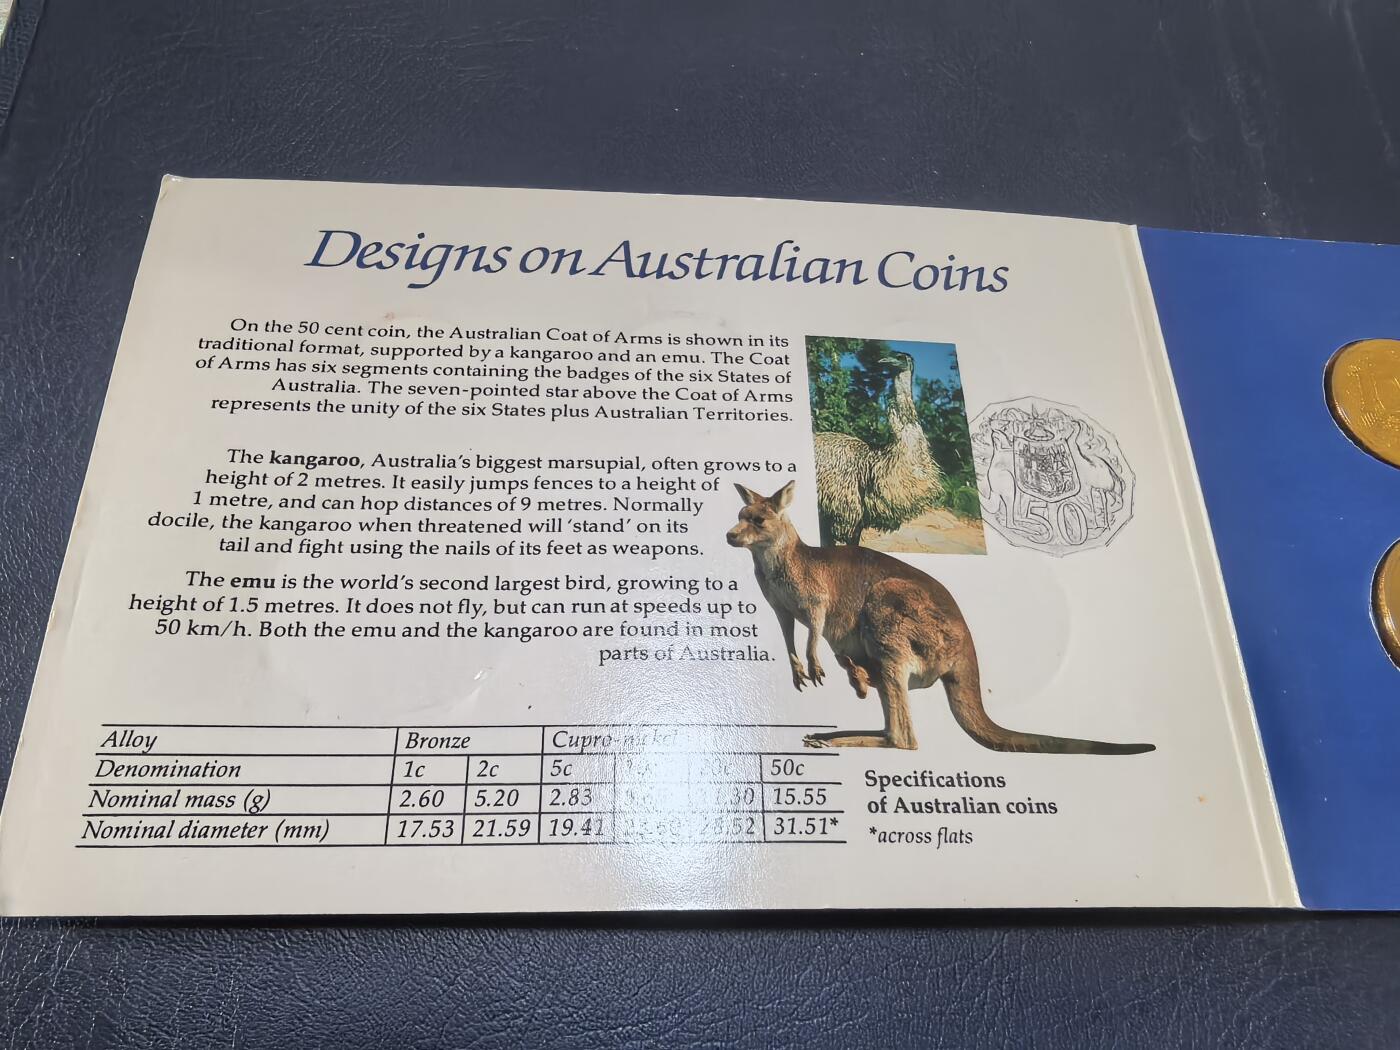 Designs on Australian Coins
On the 50 cent coin, the Australian Coat of Arms is shown in its
traditional format, supported by a kangaroo and an emu. The Coat
of Arms has six segments containing the badges of the six States of
Australia. The seven-pointed star above the Coat of Arms
represents the unity of the six States plus Australian Territories.
The kangaroo, Australia's biggest marsupial, often grows to a
height of 2 metres. It easily jumps fences to a height of
1 metre, and can hop distances of 9 metres. Normally
docile, the kangaroo when threatened will 'stand' on its
tail and fight using the nails of its feet as weapons.
The emu is the world's second largest bird, growing to a
height of 1.5 metres. It does not fly, but can run at speeds up to
50 km/h. Both the emu and the kangaroo are found in most
parts of Australia.
50
Alloy Bronze Cupro-nickel
Denomination 1c 2c 5c 50c
Nominal mass (g) 2.60 5.20 2.83 15.55
Nominal diameter (mm) 17.53 21.59 19.41 31.51*
Specifications
of Australian coins
*across flats